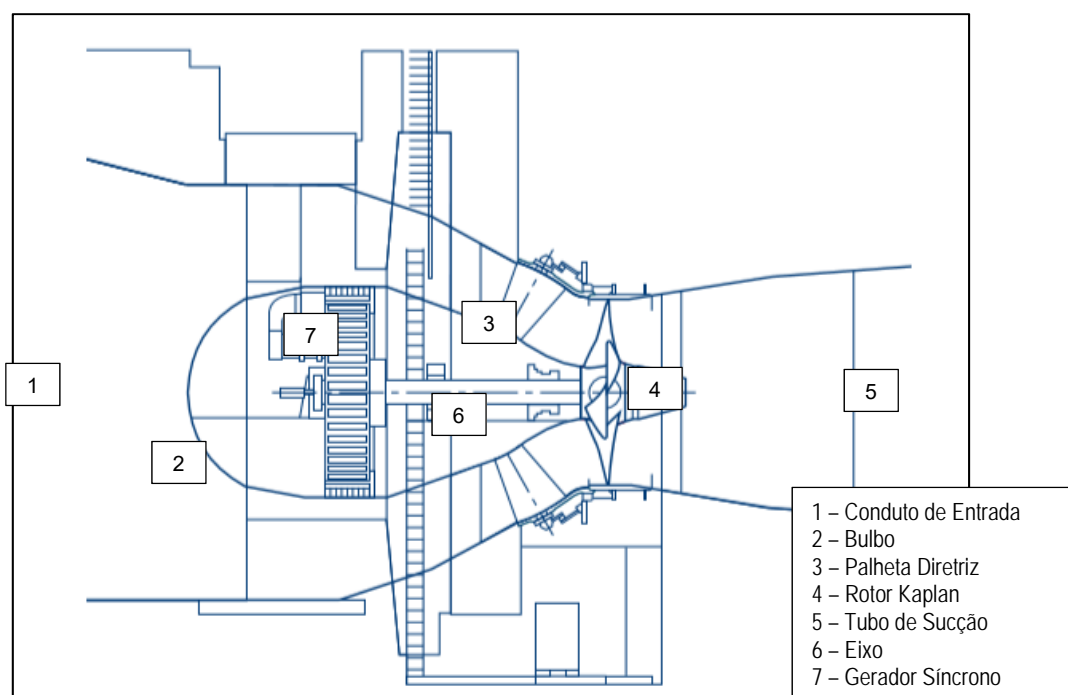 7
3
1
4
5
6
2
1 – Conduto de Entrada
2 – Bulbo
3 – Palheta Diretriz
4 – Rotor Kaplan
5 – Tubo de Sucção
6 – Eixo
7 – Gerador Síncrono